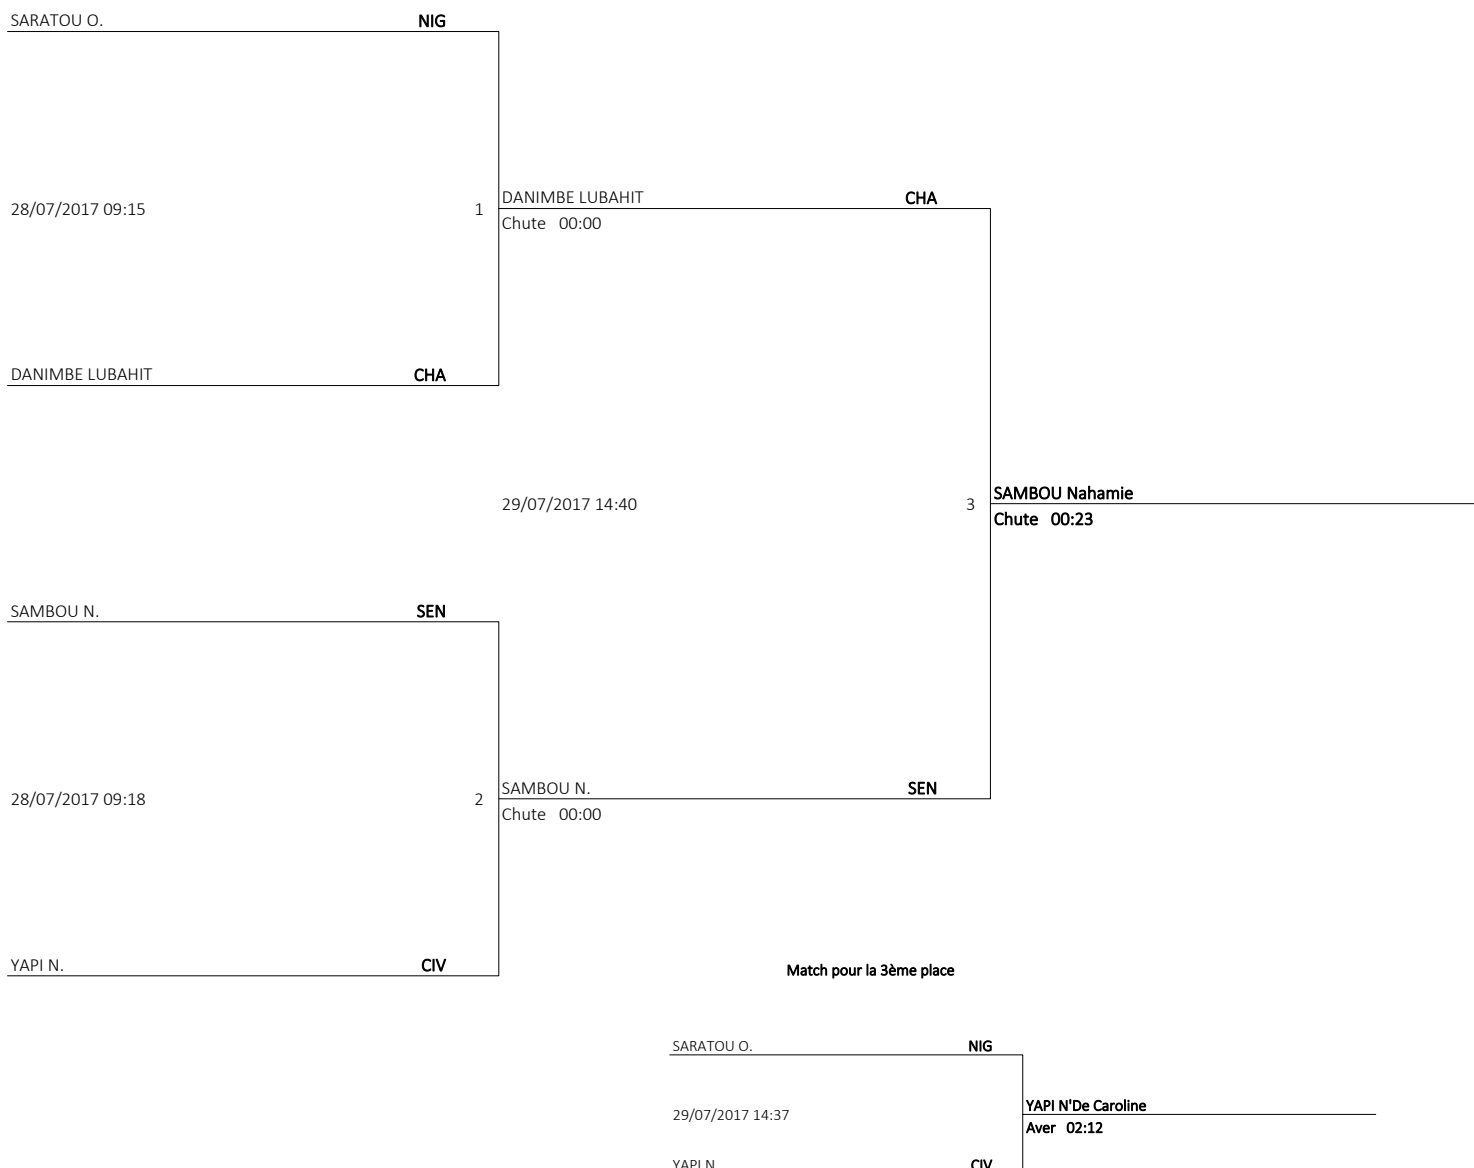 SARATOU O. NIG
28/07/2017 09:15 1
DANIMBE LUBAHIT CHA
Chute 00:00
DANIMBE LUBAHIT CHA
29/07/2017 14:40 3
SAMBOU Nahamie
Chute 00:23
SAMBOU N. SEN
28/07/2017 09:18 2
SAMBOU N. SEN
Chute 00:00
YAPI N. CIV
Match pour la 3ème place
SARATOU O. NIG
29/07/2017 14:37
YAPI N'De Caroline
Aver 02:12
YAPI N. CIV